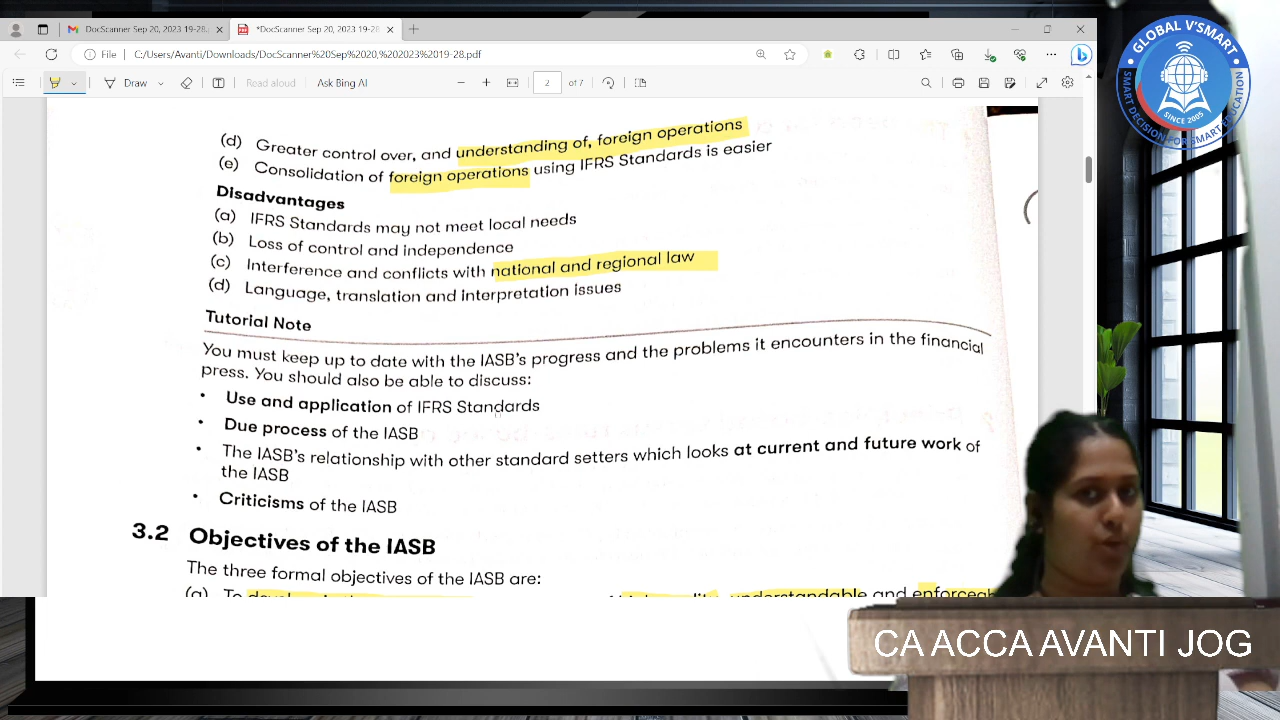 DocScanner Sep 20, 2023 19-28.
*DocScanner Sep 20, 2023 19-28
File
C:/Users/Avanti/Downloads/DocScanner%20Sep%2020,%202023%2019-28.pdf
Draw
Read aloud
Ask Bing AI
2 of 7
(d) Greater control over, and understanding of, foreign operations
(e) Consolidation of foreign operations using IFRS Standards is easier
Disadvantages
(a) IFRS Standards may not meet local needs
(b) Loss of control and independence
(c) Interference and conflicts with national and regional law
(d) Language, translation and interpretation issues
Tutorial Note
You must keep up to date with the IASB's progress and the problems it encounters in the financial
press. You should also be able to discuss:
• Use and application of IFRS Standards
• Due process of the IASB
• The IASB's relationship with other standard setters which looks at current and future work of
the IASB
• Criticisms of the IASB
3.2 Objectives of the IASB
The three formal objectives of the IASB are:
understandable and
GLOBAL V'SMART
SMART DECISION FOR SMART EDUCATION
SINCE 2005
CA ACCA AVANTI JOG